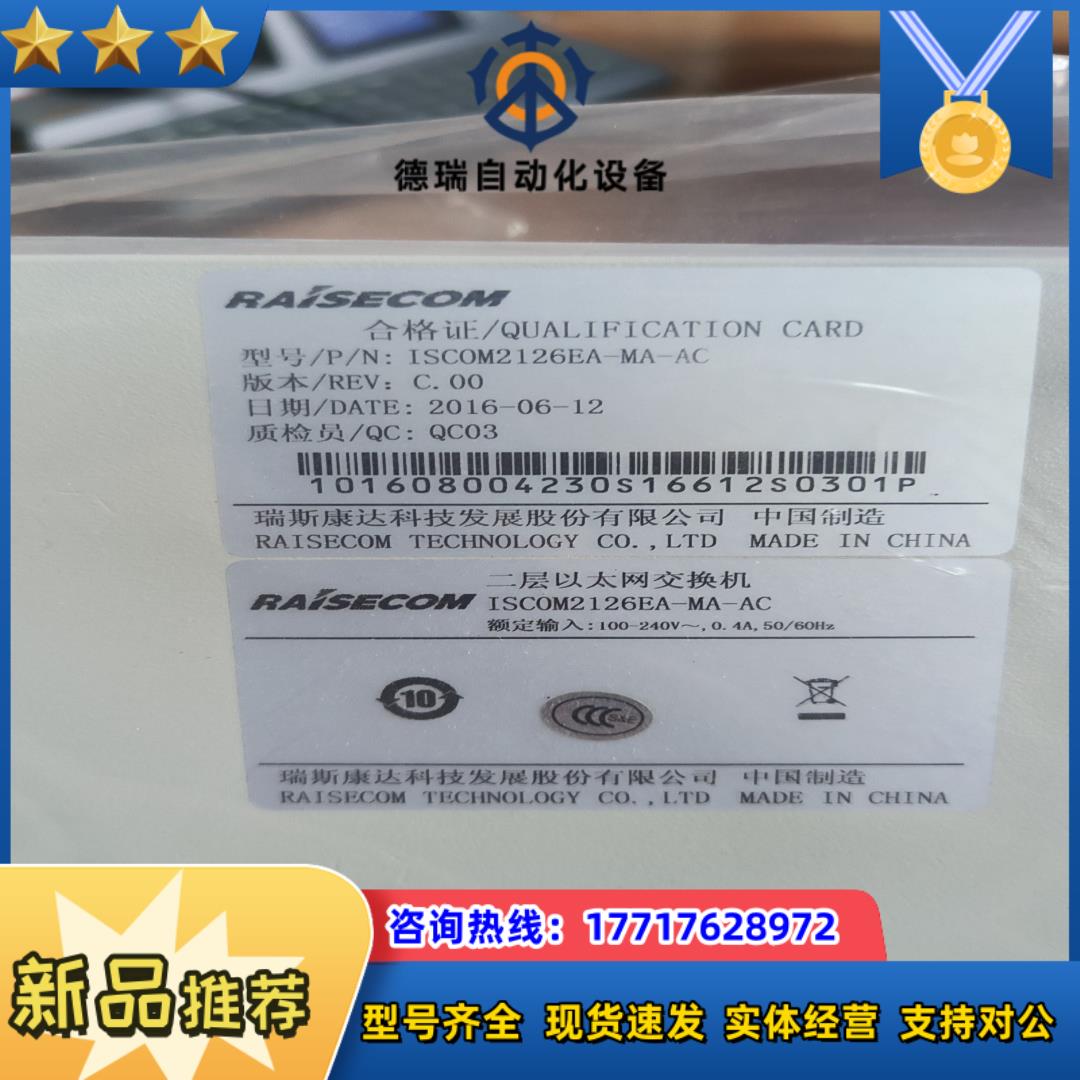 德瑞自动化设备
RAISECOM
合格证/QUALIFICATION CARD
型号/P/N: ISCOM2126EA-MA-AC
版本/REV: C.00
日期/DATE: 2016-06-12
质检员/QC: QC03
101608004230S16612S0301P
瑞斯康达科技发展股份有限公司 中国制造
RAISECOM TECHNOLOGY CO.,LTD MADE IN CHINA
二层以太网交换机
RAISECOM ISCOM2126EA-MA-AC
额定输入:100-240V～,0.4A,50/60Hz
10
CCC S&E
瑞斯康达科技发展股份有限公司 中国制造
RAISECOM TECHNOLOGY CO.,LTD MADE IN CHINA
咨询热线：17717628972
新品推荐
型号齐全 现货速发 实体经营 支持对公